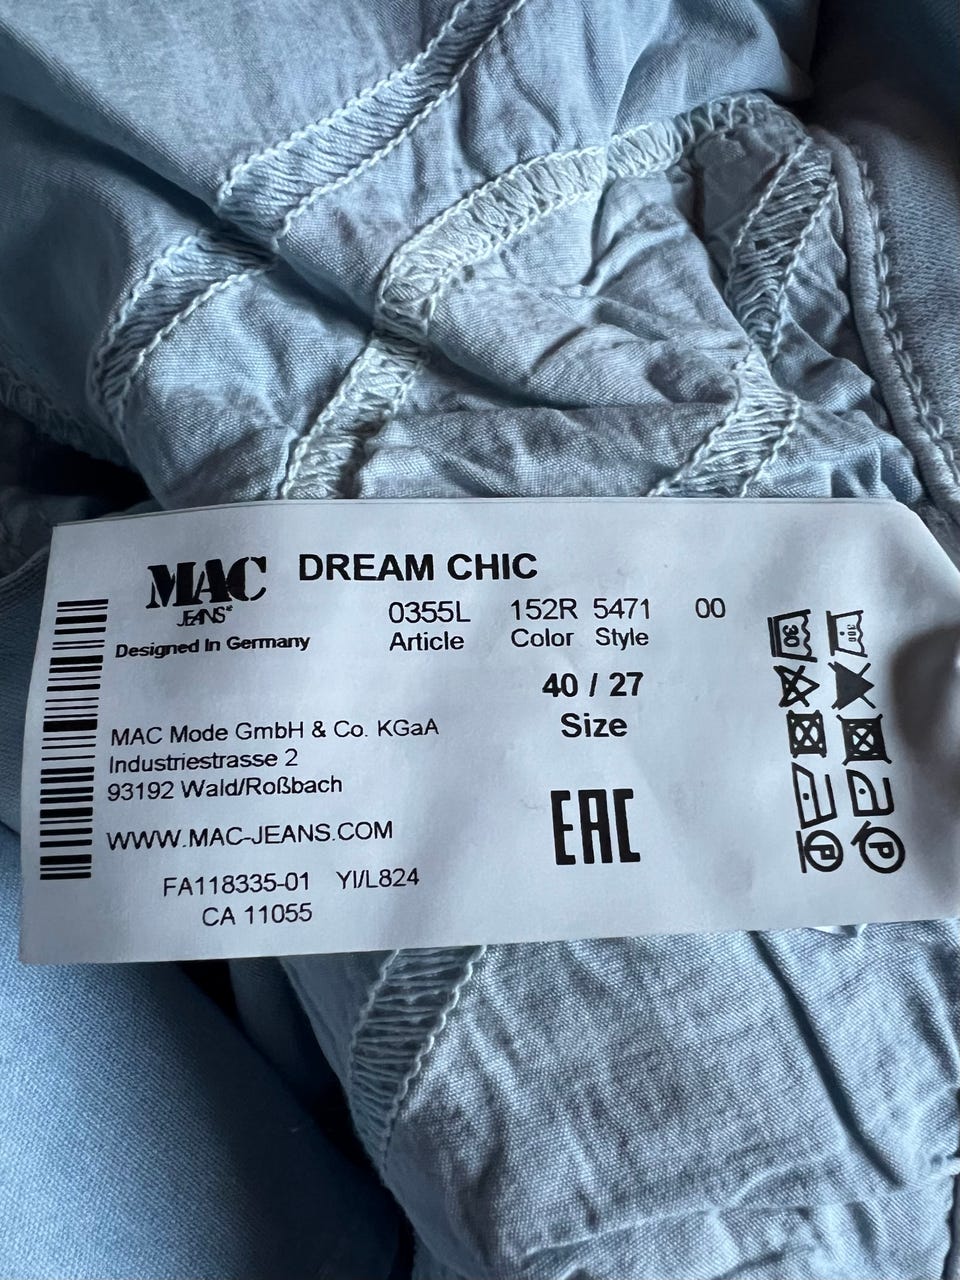 MAC
JEANS®
DREAM CHIC
0355L 152R 5471 00
Article Color Style
Designed In Germany
40 / 27
Size
MAC Mode GmbH & Co. KGaA
Industriestrasse 2
93192 Wald/Roßbach
WWW.MAC-JEANS.COM
EAC
FA118335-01 YI/L824
CA 11055
30
P
P